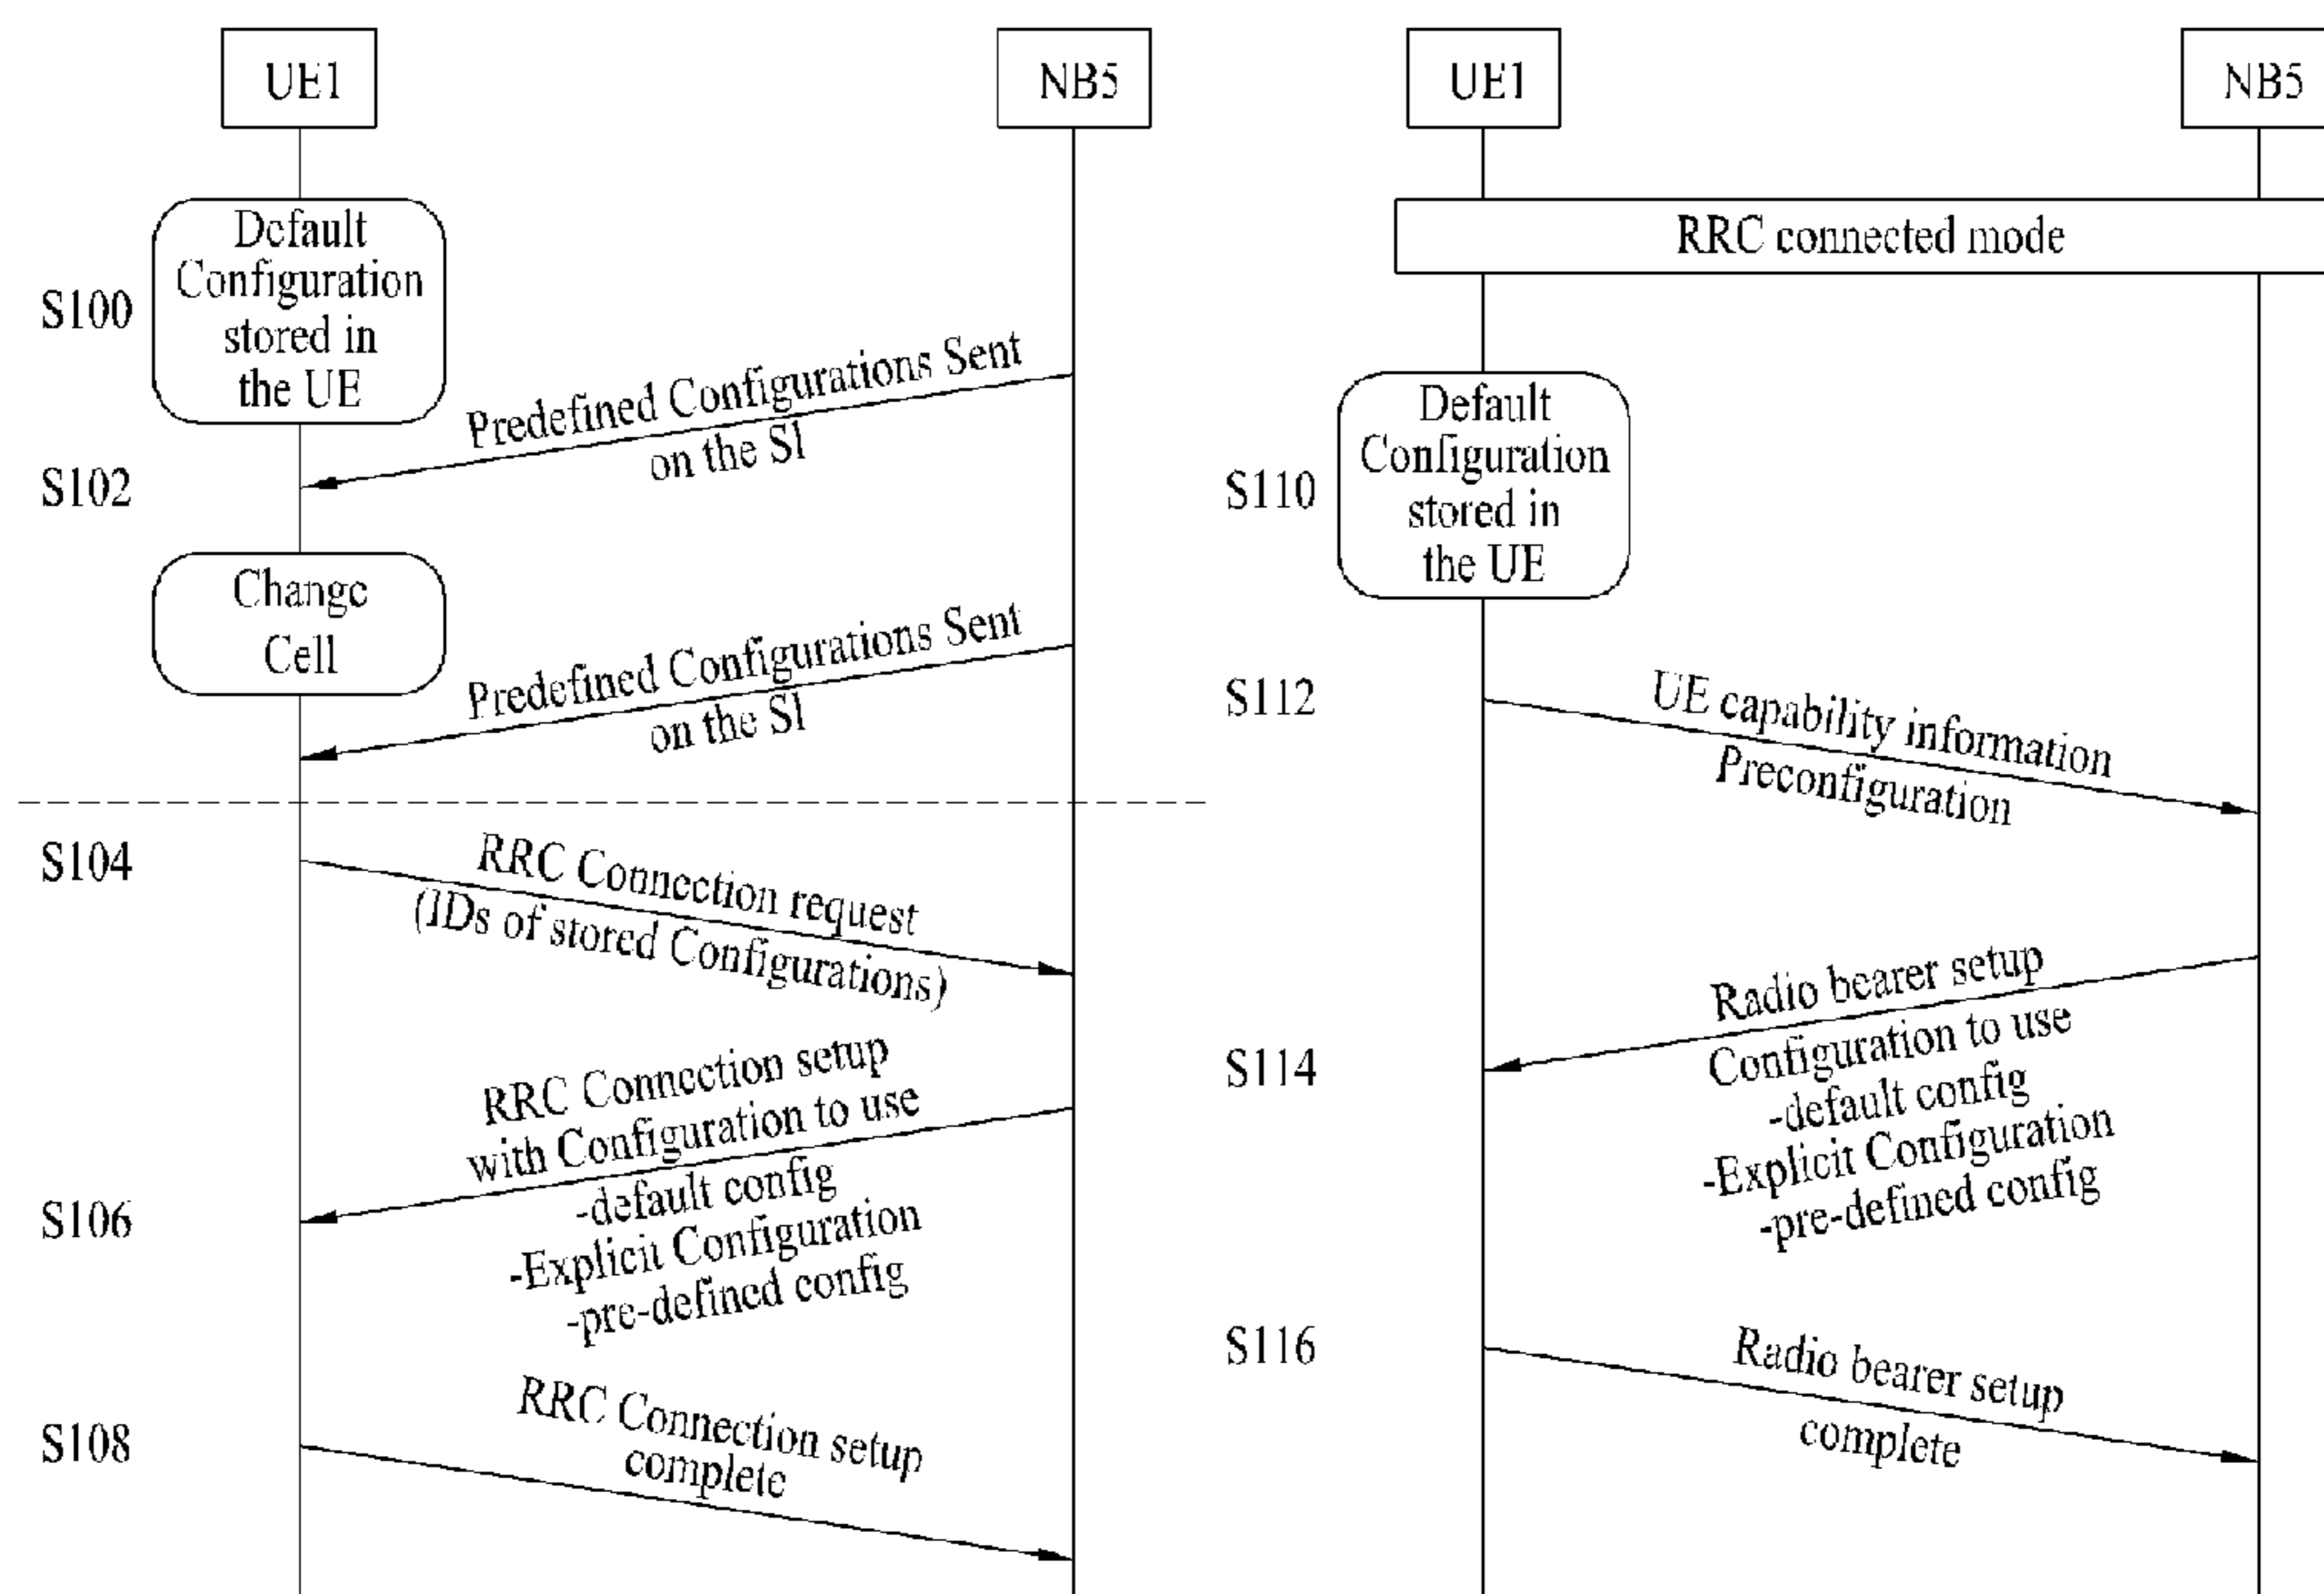 UE1
NB5
S100
Default
Configuration
stored in
the UE
Predefined Configurations Sent
on the SI
S102
Change
Cell
Predefined Configurations Sent
on the SI
S104
RRC Connection request
(IDs of stored Configurations)
RRC Connection setup
with Configuration to use
-default config
-Explicit Configuration
-pre-defined config
S106
RRC Connection setup
complete
S108
UE1
NB5
RRC connected mode
Default
Configuration
stored in
the UE
S110
S112
UE capability information
Preconfiguration
Radio bearer setup
Configuration to use
-default config
-Explicit Configuration
-pre-defined config
S114
S116
Radio bearer setup
complete